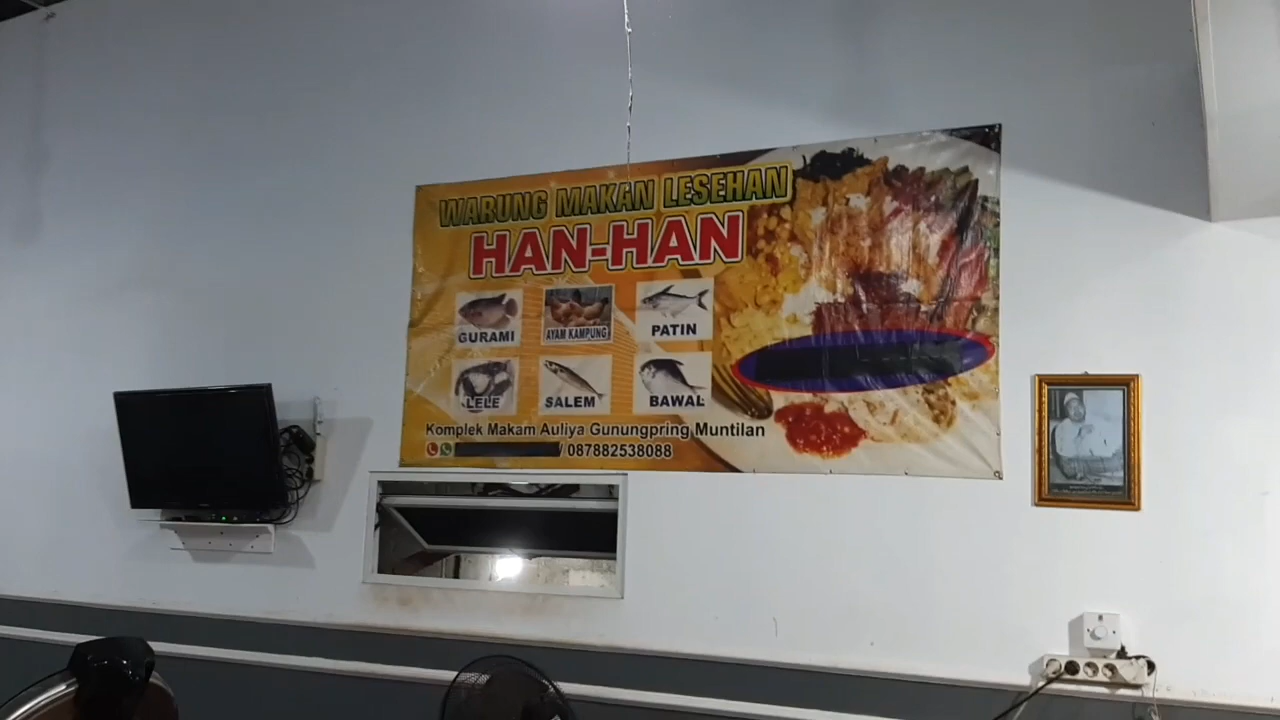 WARUNG MAKAN LESEHAN
HAN-HAN
GURAMI
AYAM KAMPUNG
PATIN
LELE
SALEM
BAWAL
Komplek Makam Auliya Gunungpring Muntilan
/ 087882538088